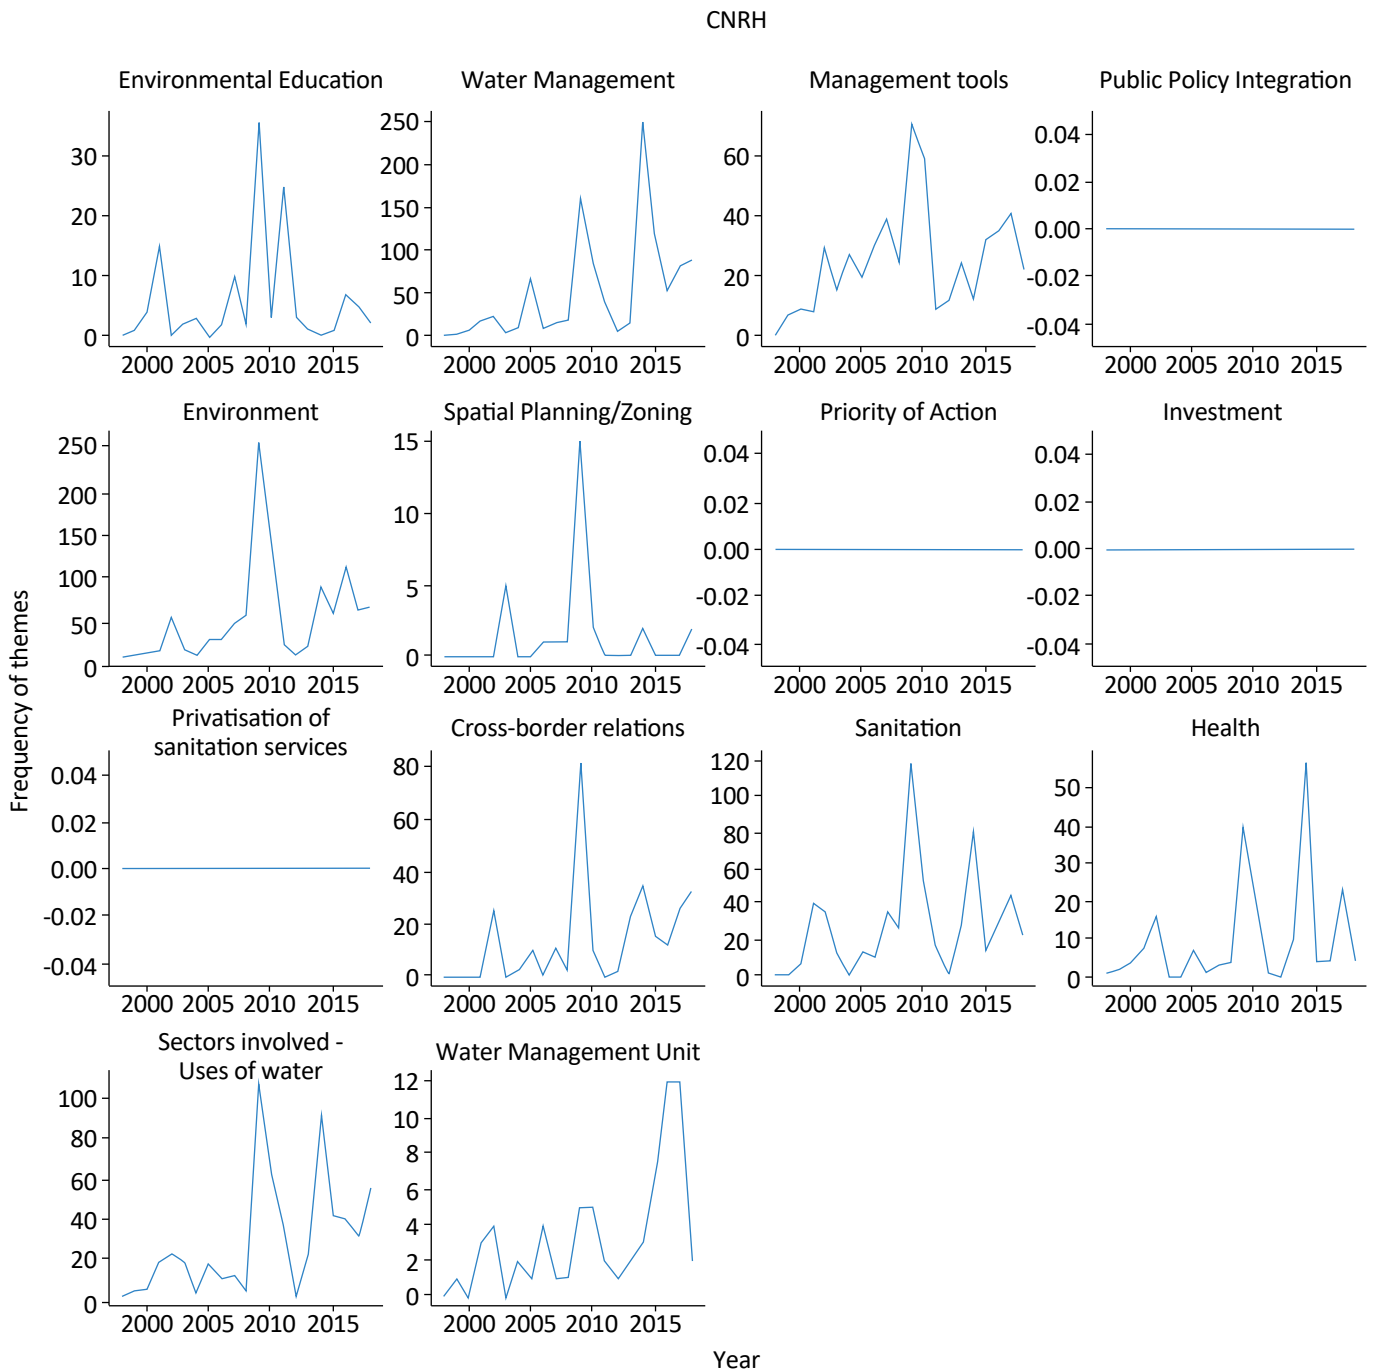 CNRH
Environmental Education
Water Management
Management tools
Public Policy Integration
30
20
10
0
2000 2005 2010 2015
250
200
150
100
50
0
2000 2005 2010 2015
60
40
20
0
2000 2005 2010 2015
0.04
0.02
0.00
-0.02
-0.04
2000 2005 2010 2015
Environment
Spatial Planning/Zoning
Priority of Action
Investment
250
200
150
100
50
0
2000 2005 2010 2015
15
10
5
0
2000 2005 2010 2015
0.04
0.02
0.00
-0.02
-0.04
2000 2005 2010 2015
0.04
0.02
0.00
-0.02
-0.04
2000 2005 2010 2015
Frequency of themes
Privatisation of
sanitation services
Cross-border relations
Sanitation
Health
0.04
0.02
0.00
-0.02
-0.04
2000 2005 2010 2015
80
60
40
20
0
2000 2005 2010 2015
120
100
80
60
40
20
0
2000 2005 2010 2015
50
40
30
20
10
0
2000 2005 2010 2015
Sectors involved -
Uses of water
Water Management Unit
100
80
60
40
20
0
2000 2005 2010 2015
12
10
8
6
4
2
0
2000 2005 2010 2015
Year